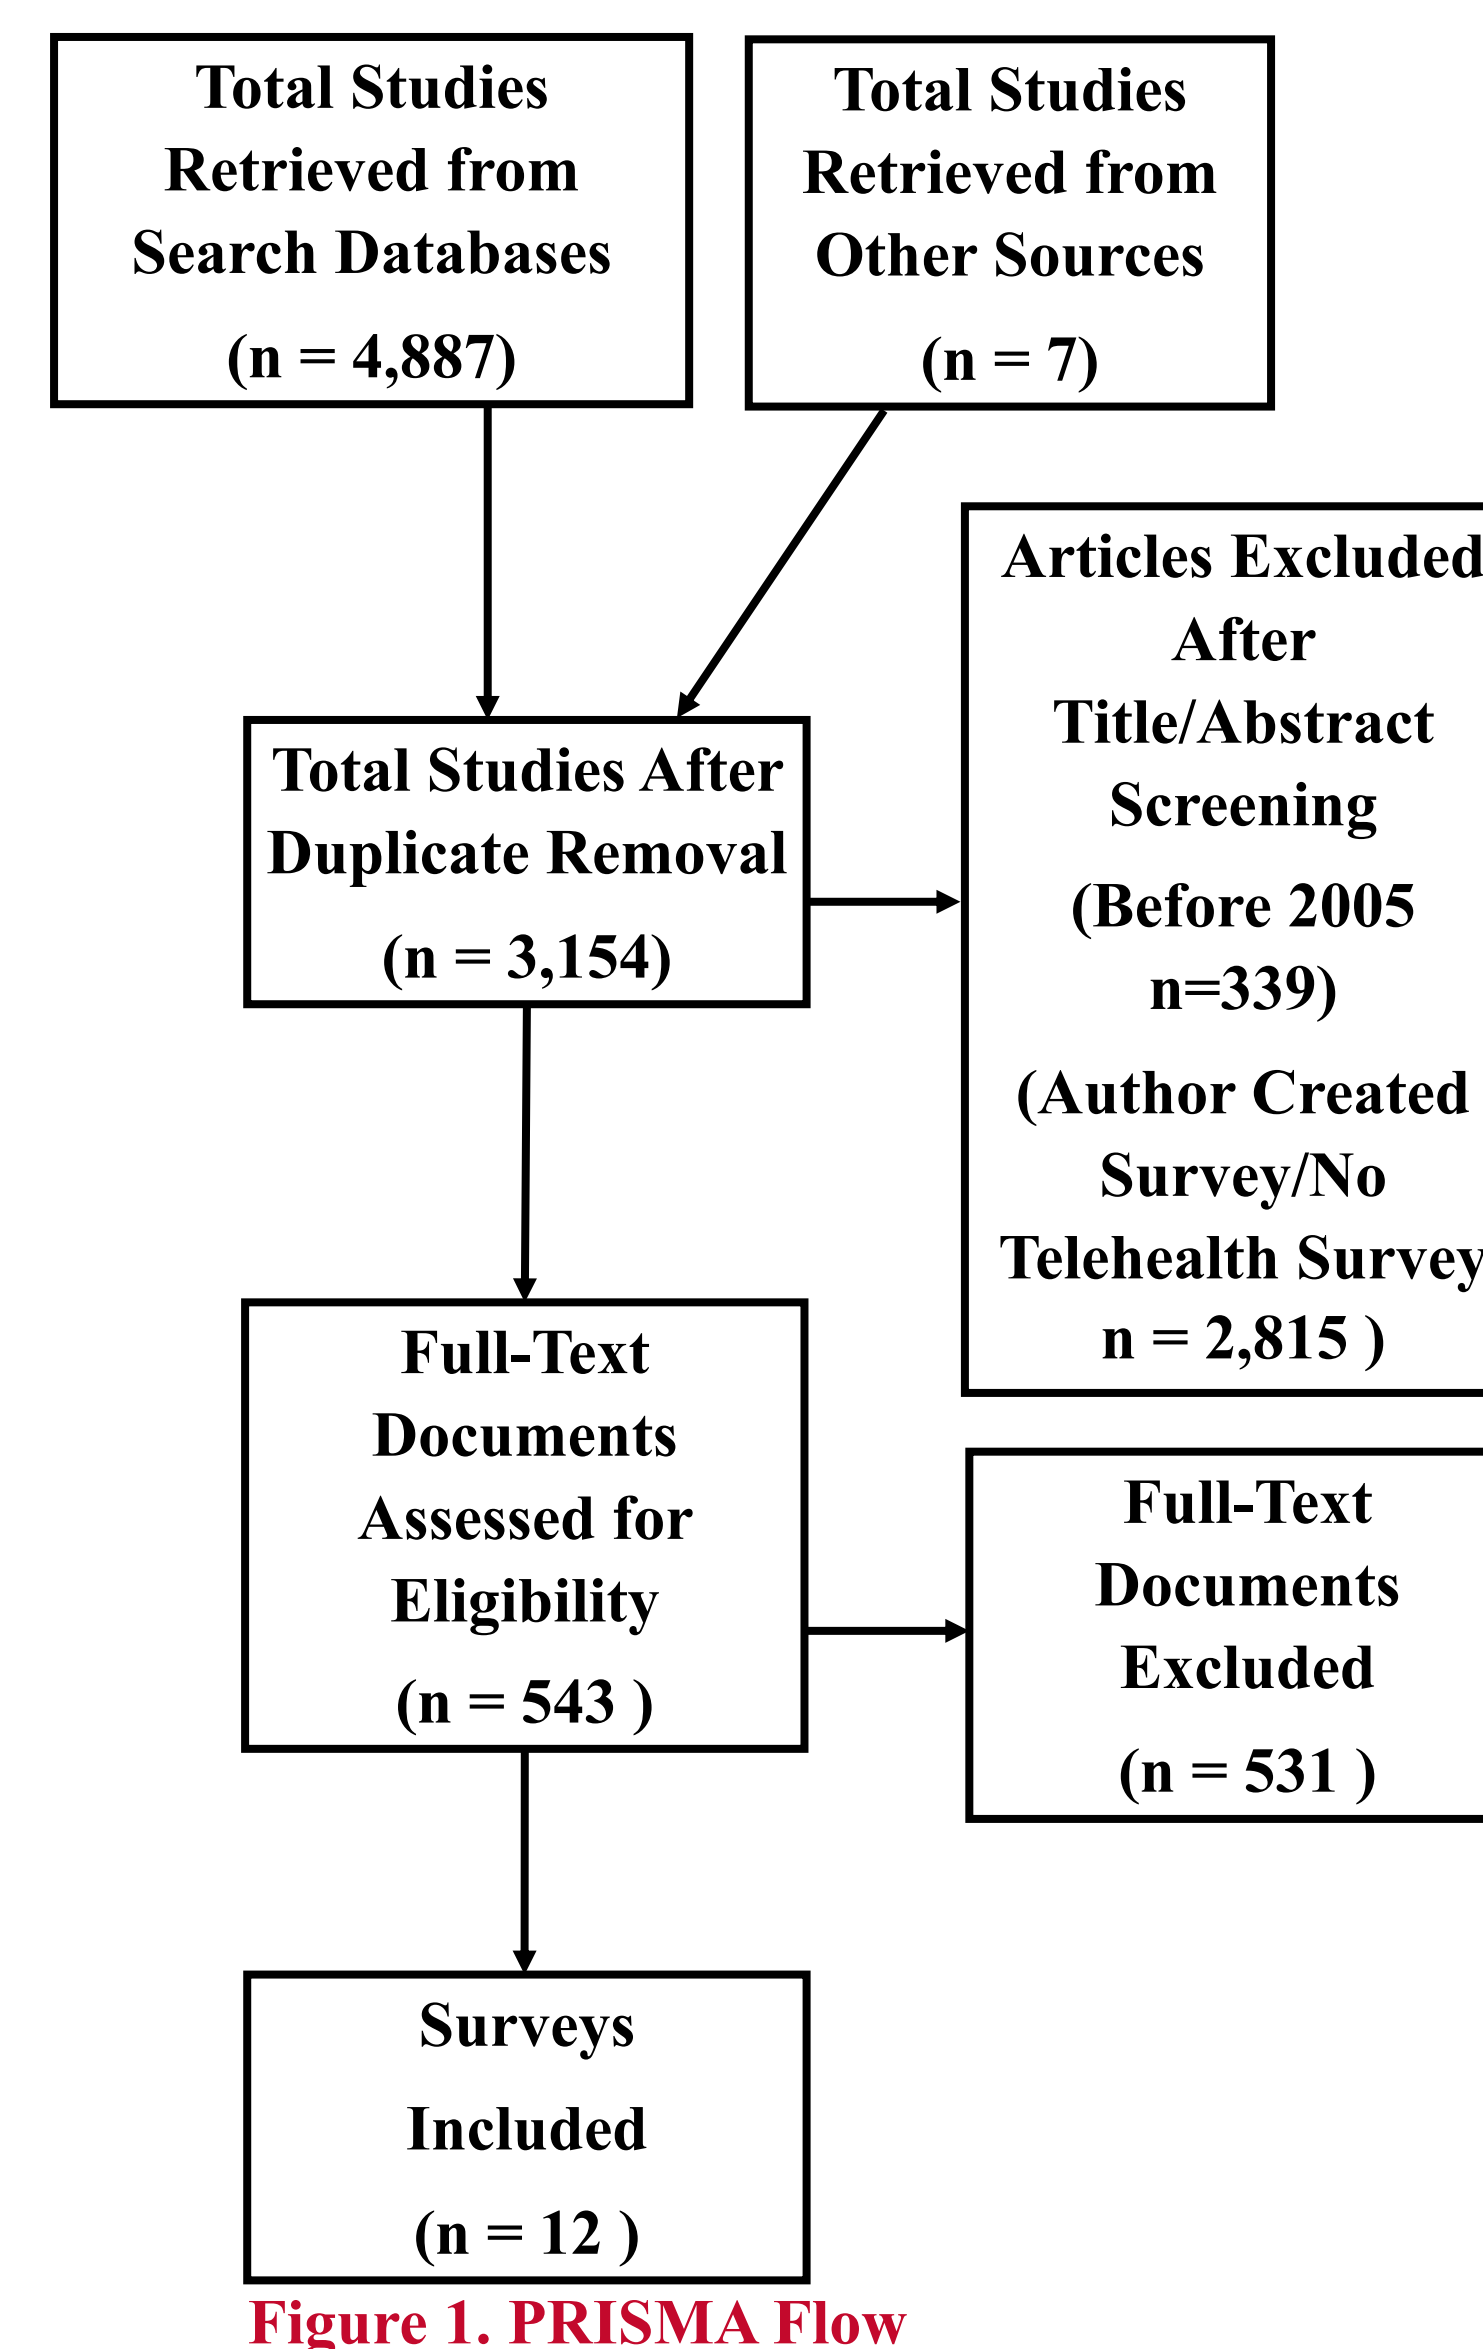 Total Studies
Retrieved from
Search Databases
(n = 4,887)
Total Studies
Retrieved from
Other Sources
(n = 7)
Articles Excluded
After
Title/Abstract
Screening
(Before 2005
n=339)
(Author Created
Survey/No
Telehealth Survey
n = 2,815 )
Total Studies After
Duplicate Removal
(n = 3,154)
Full-Text
Documents
Assessed for
Eligibility
(n = 543 )
Full-Text
Documents
Excluded
(n = 531 )
Surveys
Included
(n = 12 )
Figure 1. PRISMA Flow